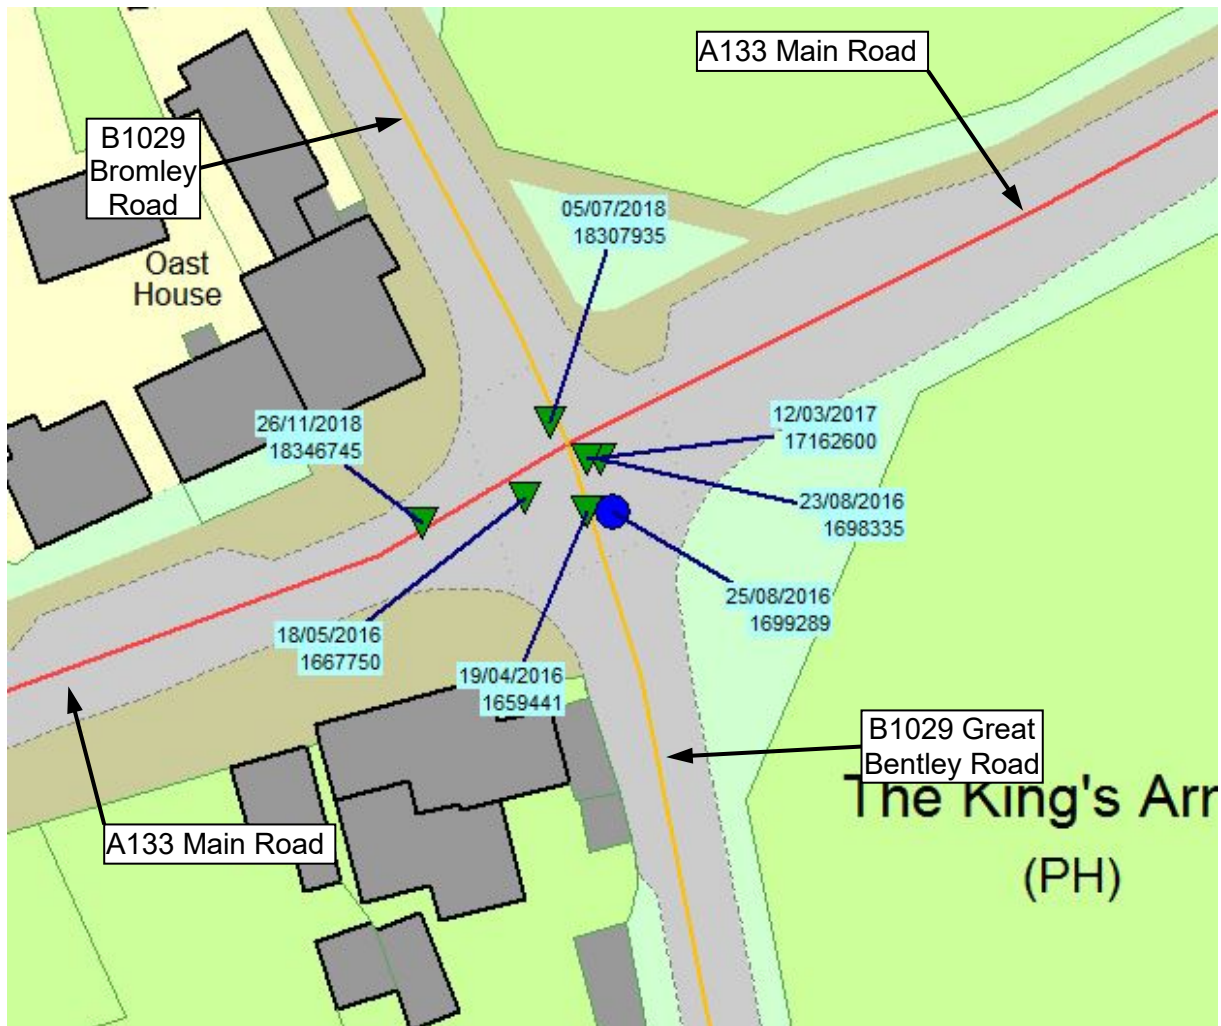 A133 Main Road
B1029
Bromley
Road
05/07/2018
18307935
Oast
House
26/11/2018
18346745
12/03/2017
17162600
23/08/2016
1698335
25/08/2016
1699289
18/05/2016
1667750
19/04/2016
1659441
B1029 Great
Bentley Road
The King's Arr
(PH)
A133 Main Road